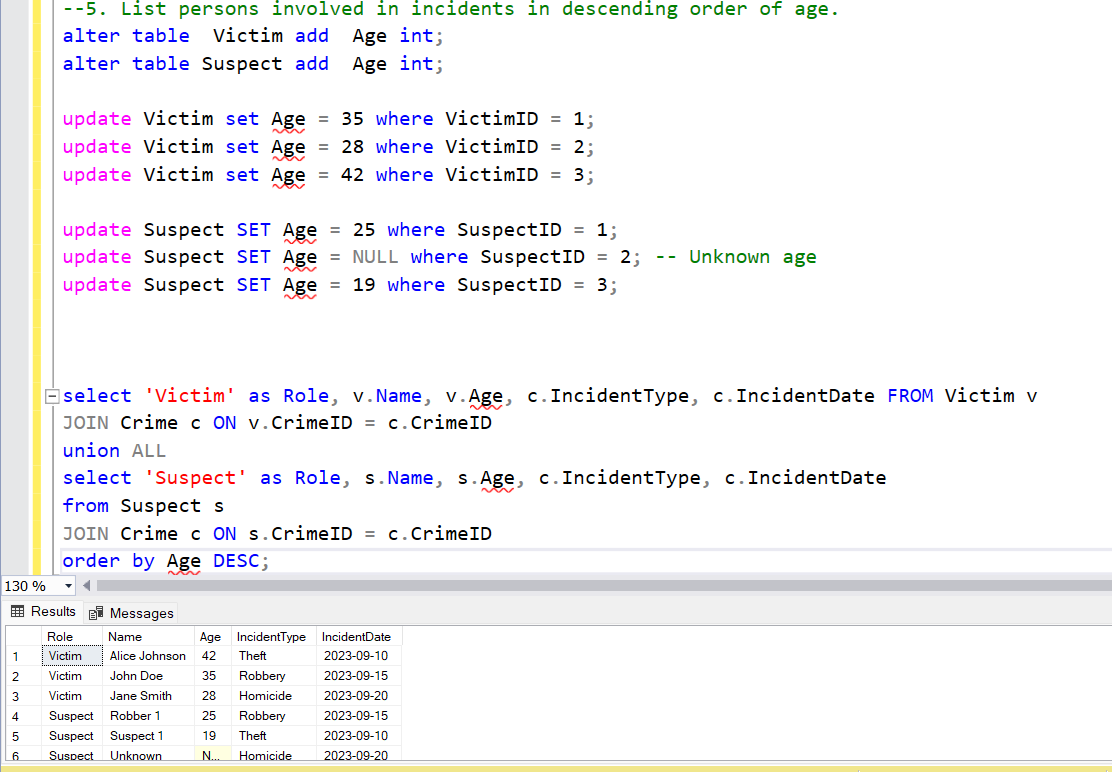 --5. List persons involved in incidents in descending order of age.
alter table  Victim add  Age int;
alter table Suspect add  Age int;
update Victim set Age = 35 where VictimID = 1;
update Victim set Age = 28 where VictimID = 2;
update Victim set Age = 42 where VictimID = 3;
update Suspect SET Age = 25 where SuspectID = 1;
update Suspect SET Age = NULL where SuspectID = 2; -- Unknown age
update Suspect SET Age = 19 where SuspectID = 3;
select 'Victim' as Role, v.Name, v.Age, c.IncidentType, c.IncidentDate FROM Victim v
JOIN Crime c ON v.CrimeID = c.CrimeID
union ALL
select 'Suspect' as Role, s.Name, s.Age, c.IncidentType, c.IncidentDate
from Suspect s
JOIN Crime c ON s.CrimeID = c.CrimeID
order by Age DESC;
130 %
Results Messages
Role Name Age IncidentType IncidentDate
1 Victim Alice Johnson 42 Theft 2023-09-10
2 Victim John Doe 35 Robbery 2023-09-15
3 Victim Jane Smith 28 Homicide 2023-09-20
4 Suspect Robber 1 25 Robbery 2023-09-15
5 Suspect Suspect 1 19 Theft 2023-09-10
6 Suspect Unknown N... Homicide 2023-09-20